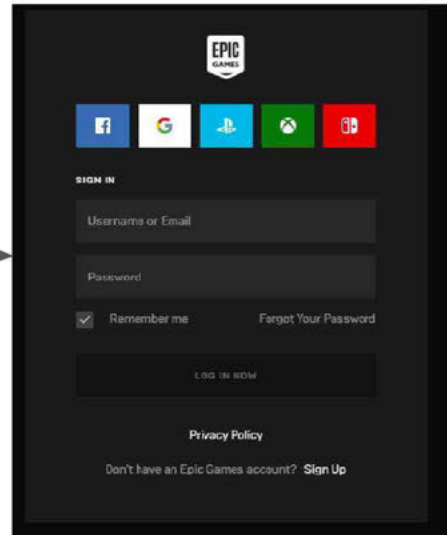 EPIC
GAMES
SIGN IN
Username or Email
Password
Remember me Forgot Your Password
LOG IN NOW
Privacy Policy
Don't have an Epic Games account? Sign Up